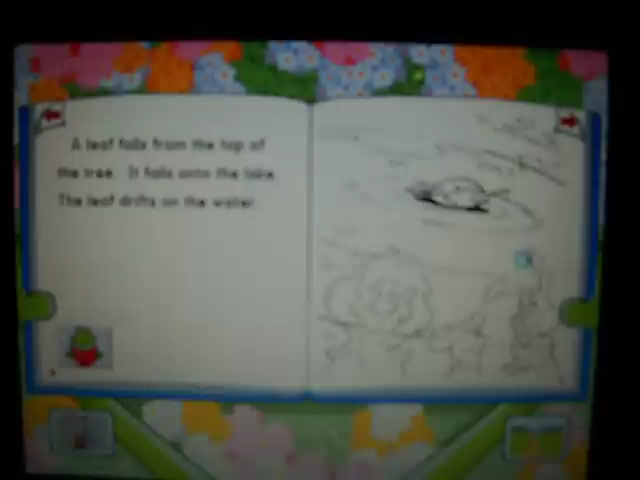 A leaf falls from the top of
the tree. It falls onto the lake.
The leaf drifts on the water.